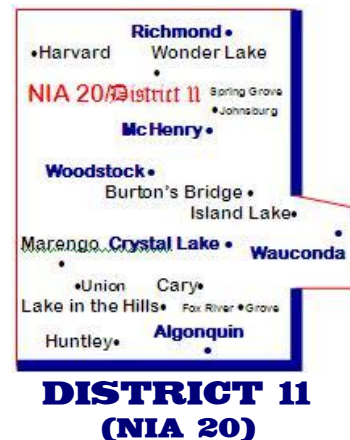 Richmond •
•Harvard Wonder Lake
NIA 20/District 11 Spring Grove
•Johnsburg
McHenry •
Woodstock •
Burton's Bridge •
Island Lake•
Marengo Crystal Lake •
Wauconda
•Union Cary•
Lake in the Hills• Fox River •Grove
Huntley• Algonquin
DISTRICT 11
(NIA 20)